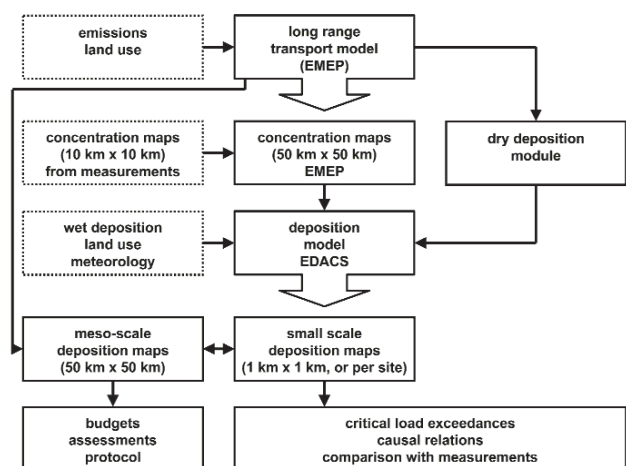 emissions
land use
long range
transport model
(EMEP)
concentration maps
(10 km x 10 km)
from measurements
concentration maps
(50 km x 50 km)
EMEP
dry deposition
module
wet deposition
land use
meteorology
deposition
model
EDACS
meso-scale
deposition maps
(50 km x 50 km)
small scale
deposition maps
(1 km x 1 km, or per site)
budgets
assessments
protocol
critical load exceedances
causal relations
comparison with measurements